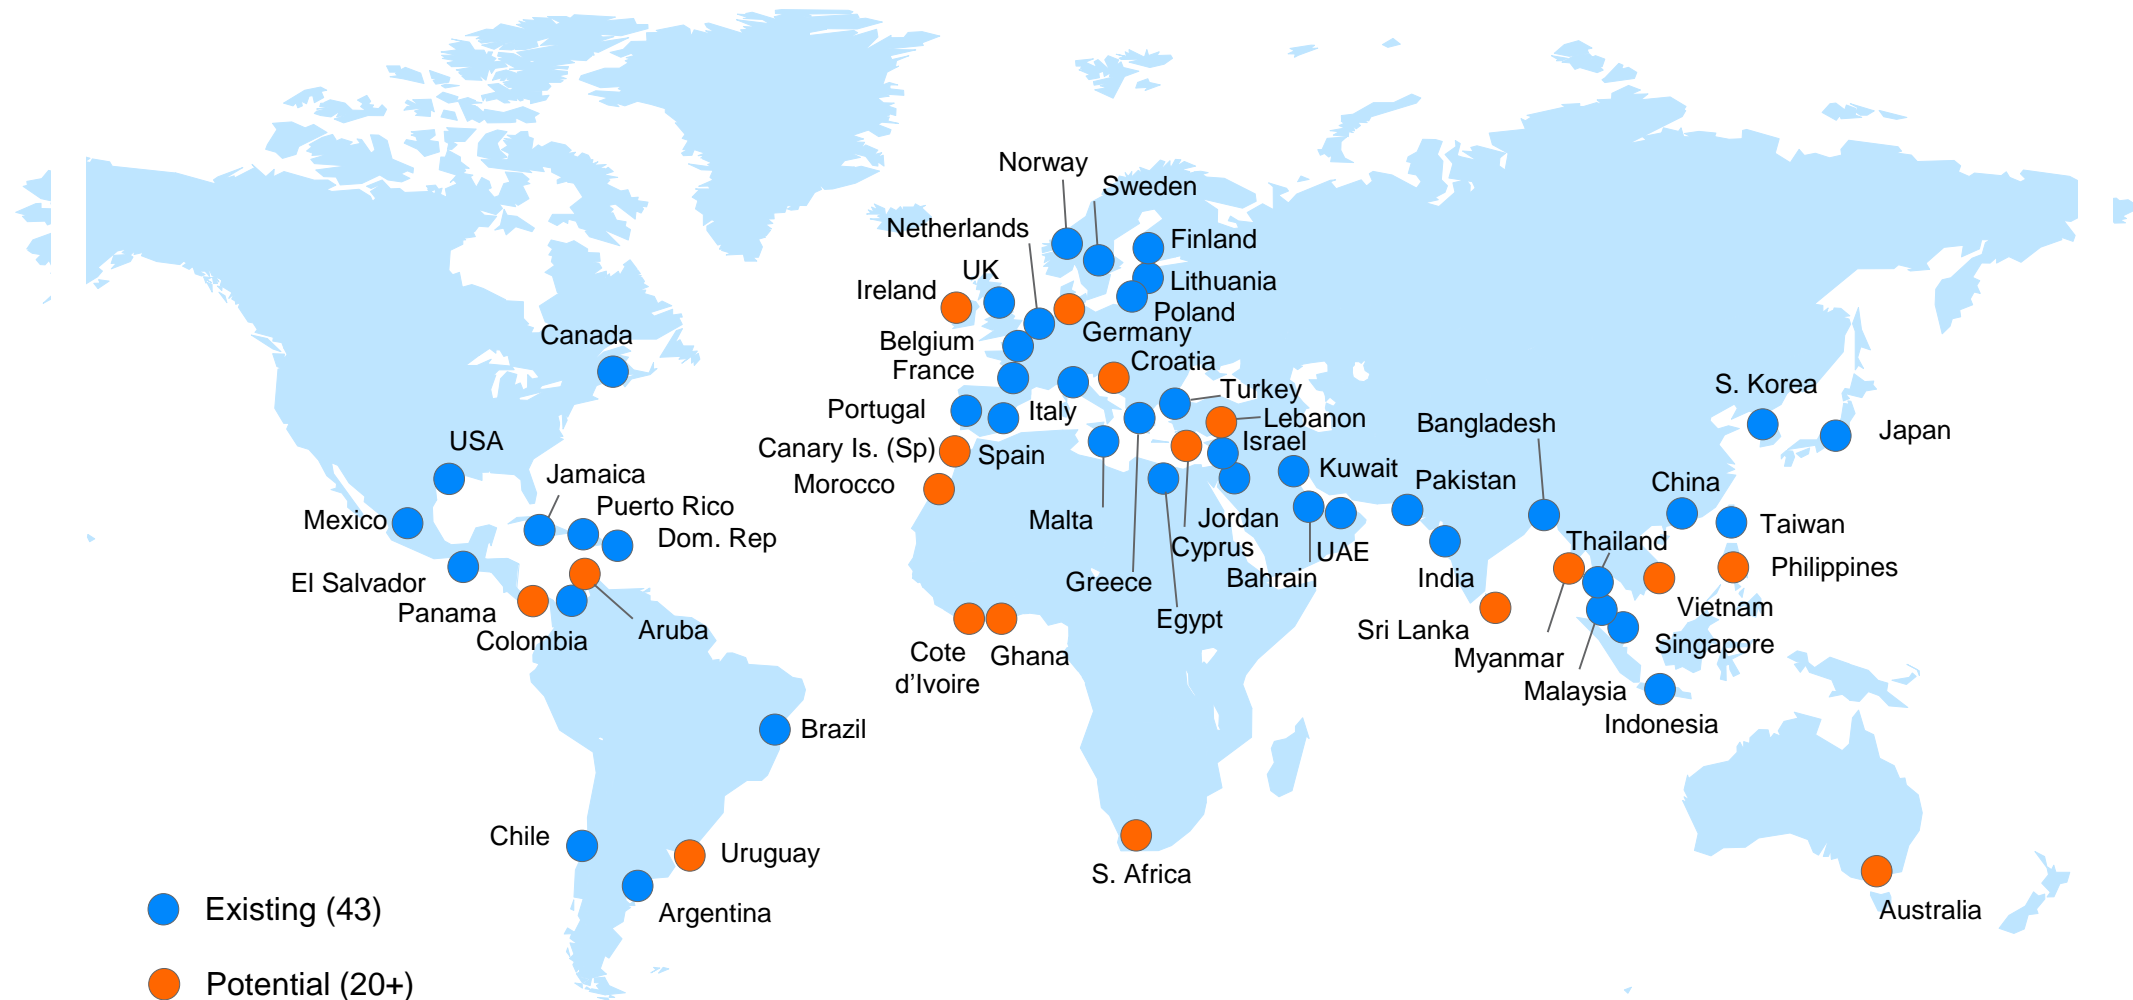 Norway
Sweden
Netherlands
Finland
UK
Lithuania
Ireland
Poland
Germany
Canada
Belgium
Croatia
France
S. Korea
Turkey
Portugal
Italy
Lebanon
Bangladesh
Japan
USA
Israel
Canary Is. (Sp)
Spain
Kuwait
Jamaica
Pakistan
Morocco
China
Puerto Rico
Mexico
Malta
Jordan
Taiwan
Dom. Rep
Thailand
Cyprus
UAE
Philippines
El Salvador
Greece
Bahrain
India
Panama
Vietnam
Colombia
Aruba
Egypt
Sri Lanka
Singapore
Cote
d’Ivoire
Ghana
Myanmar
Malaysia
Indonesia
Brazil
Chile
Uruguay
S. Africa
Argentina
Australia
Existing (43)
Potential (20+)